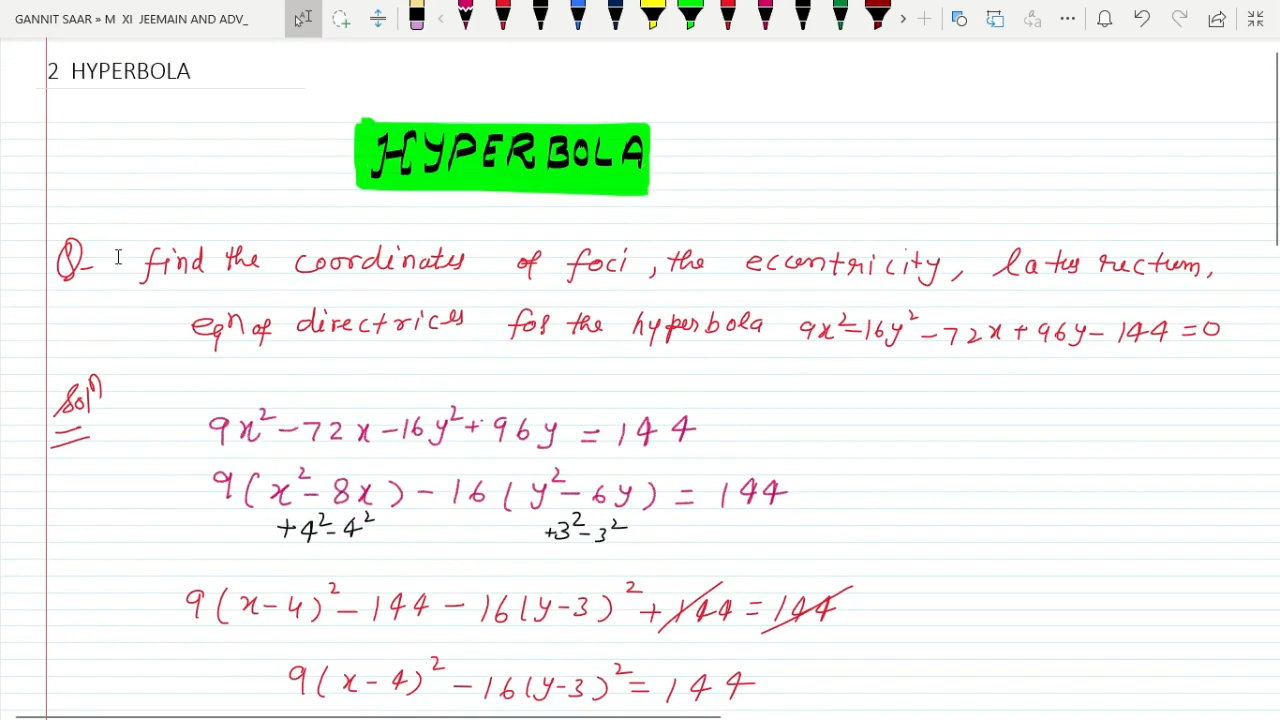 GANNIT SAAR » M XI JEEMAIN AND ADV_
2 HYPERBOLA
HYPERBOLA
Q- find the coordinates of foci, the eccentricity, latus rectum,
eqn of directrices for the hyperbola 9x²-16y²-72x+96y-144=0
Soln
9x²-72x-16y²+96y=144
9(x²-8x)-16(y²-6y)=144
+4²-4² +3²-3²
9(x-4)²-144-16(y-3)²+144=144
9(x-4)²-16(y-3)²=144